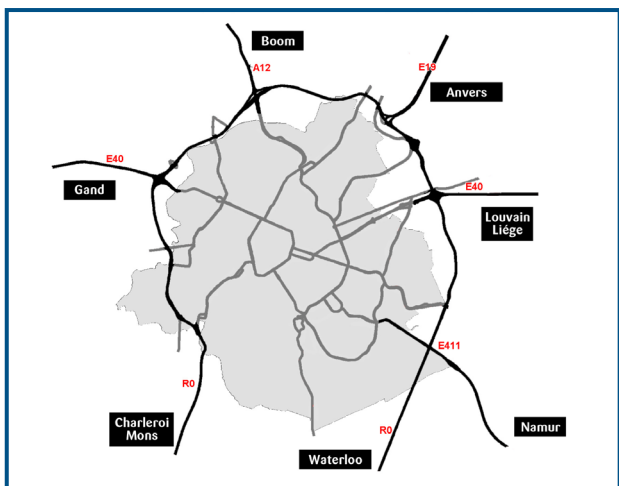 Boom
A12
E19
Anvers
E40
Gand
E40
Louvain
Liége
E411
R0
Charleroi
Mons
R0
Namur
Waterloo